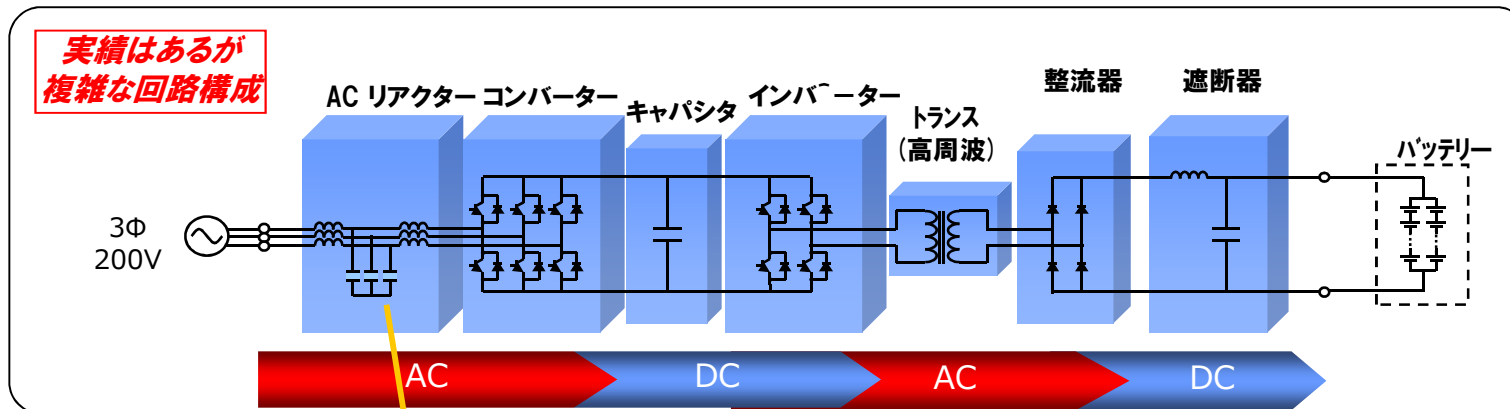 実績はあるが
複雑な回路構成
AC リアクター
コンバーター
キャパシタ
インバーター
トランス
(高周波)
整流器
遮断器
バッテリー
3Φ
200V
AC
DC
AC
DC